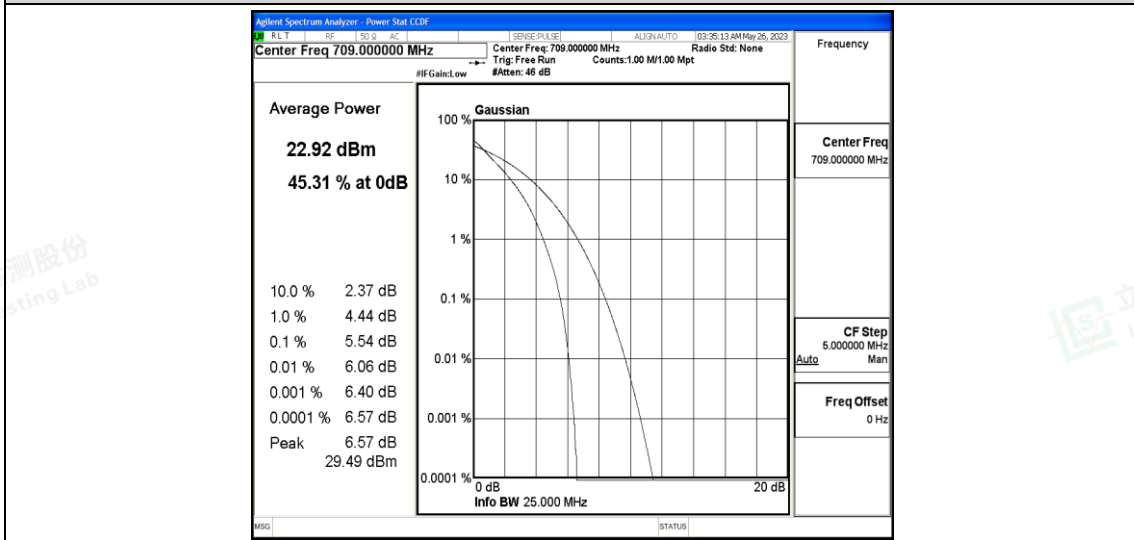 Agilent Spectrum Analyzer - Power Stat CCDF
LXI RLT RF 50 Ω AC SENSE:PULSE ALIGN AUTO 03:35:13 AM May 26, 2023
Center Freq 709.000000 MHz
Center Freq: 709.000000 MHz Radio Std: None
Trig: Free Run Counts:1.00 M/1.00 Mpt
#IFGain:Low #Atten: 46 dB
Frequency
Average Power
22.92 dBm
45.31 % at 0dB
10.0 % 2.37 dB
1.0 % 4.44 dB
0.1 % 5.54 dB
0.01 % 6.06 dB
0.001 % 6.40 dB
0.0001 % 6.57 dB
Peak 6.57 dB
29.49 dBm
Gaussian
100 %
10 %
1 %
0.1 %
0.01 %
0.001 %
0.0001 %
0 dB 20 dB
Info BW 25.000 MHz
Center Freq
709.000000 MHz
CF Step
5.000000 MHz
Auto Man
Freq Offset
0 Hz
MSG STATUS
测股份
sting Lab
立